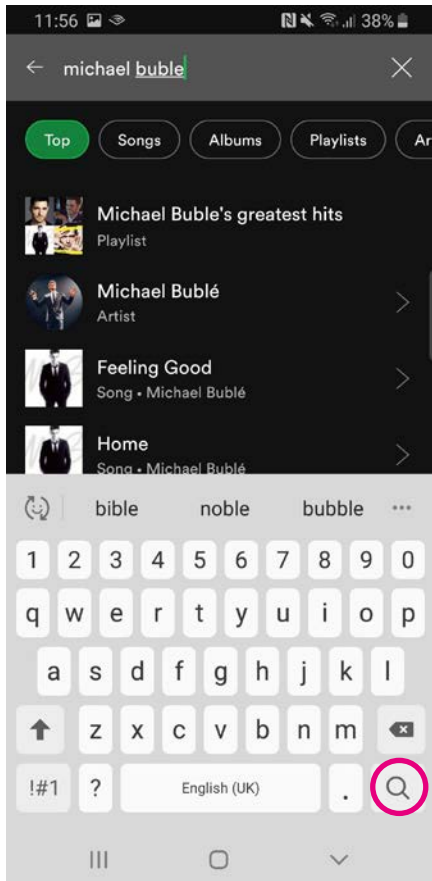 11:56 38%
michael buble
Top Songs Albums Playlists Ar
Michael Buble's greatest hits
Playlist
Michael Bublé
Artist
Feeling Good
Song • Michael Bublé
Home
Song • Michael Bublé
bible noble bubble ...
1 2 3 4 5 6 7 8 9 0
q w e r t y u i o p
a s d f g h j k l
z x c v b n m
!#1 ? English (UK) .